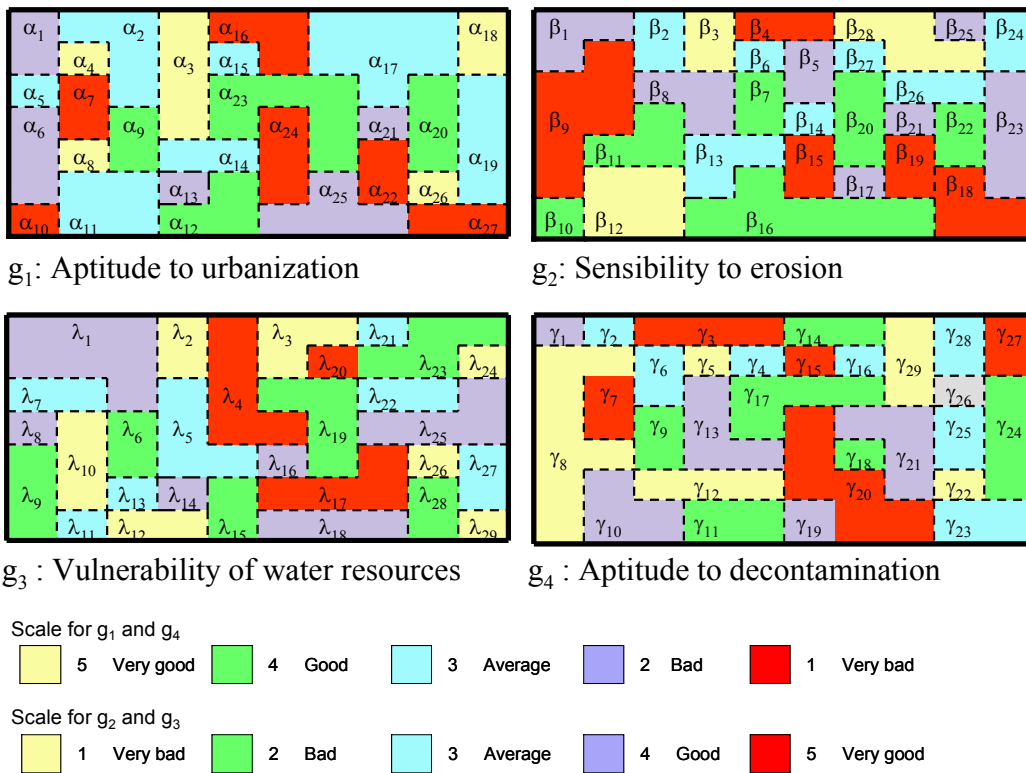 α1 α2 α3 α16 α17 α18
α4 α15
α5 α7 α23
α6 α9 α24 α21 α20
α8 α14 α19
α13 α25 α22 α26
α10 α11 α12 α27
g1: Aptitude to urbanization
β1 β2 β3 β4 β28 β25 β24
β6 β5 β27
β8 β7 β26
β9 β14 β20 β21 β22 β23
β11 β13 β15 β19
β17 β18
β10 β12 β16
g2: Sensibility to erosion
λ1 λ2 λ3 λ21
λ20 λ23 λ24
λ7 λ4 λ22
λ8 λ6 λ5 λ19 λ25
λ10 λ16 λ26 λ27
λ9 λ13 λ14 λ17 λ28
λ11 λ12 λ15 λ18 λ29
g3 : Vulnerability of water resources
γ1 γ2 γ3 γ14 γ28 γ27
γ6 γ5 γ4 γ15 γ16 γ29
γ7 γ17 γ26
γ9 γ13 γ25 γ24
γ8 γ18 γ21
γ12 γ20 γ22
γ10 γ11 γ19 γ23
g4 : Aptitude to decontamination
Scale for g1 and g4
5 Very good 4 Good 3 Average 2 Bad 1 Very bad
Scale for g2 and g3
1 Very bad 2 Bad 3 Average 4 Good 5 Very good